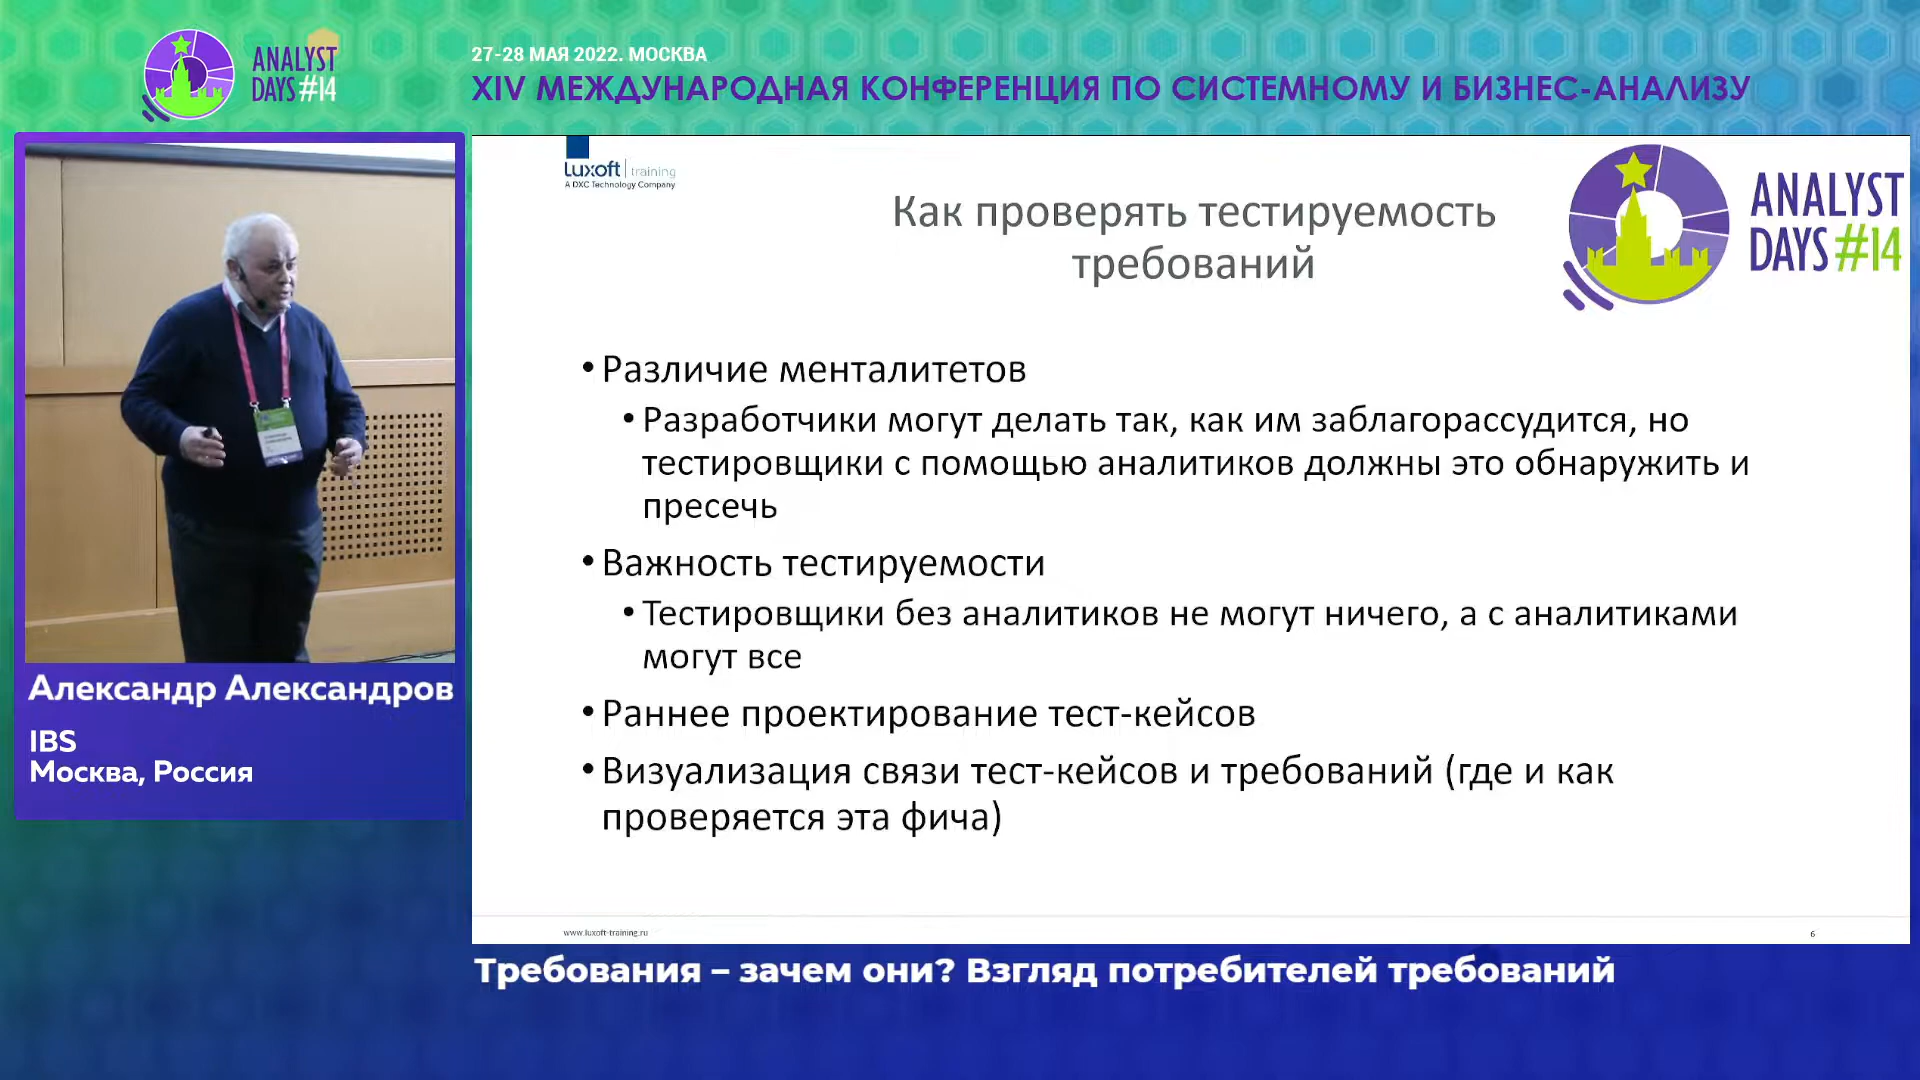 ANALYST
DAYS #14
27-28 МАЯ 2022. МОСКВА
XIV МЕЖДУНАРОДНАЯ КОНФЕРЕНЦИЯ ПО СИСТЕМНОМУ И БИЗНЕС-АНАЛИЗУ
Luxoft training
A DXC Technology Company
Как проверять тестируемость
требований
ANALYST
DAYS #14
• Различие менталитетов
• Разработчики могут делать так, как им заблагорассудится, но
тестировщики с помощью аналитиков должны это обнаружить и
пресечь
• Важность тестируемости
• Тестировщики без аналитиков не могут ничего, а с аналитиками
могут все
• Раннее проектирование тест-кейсов
• Визуализация связи тест-кейсов и требований (где и как
проверяется эта фича)
www.luxoft-training.ru
6
Александр Александров
IBS
Москва, Россия
Требования – зачем они? Взгляд потребителей требований